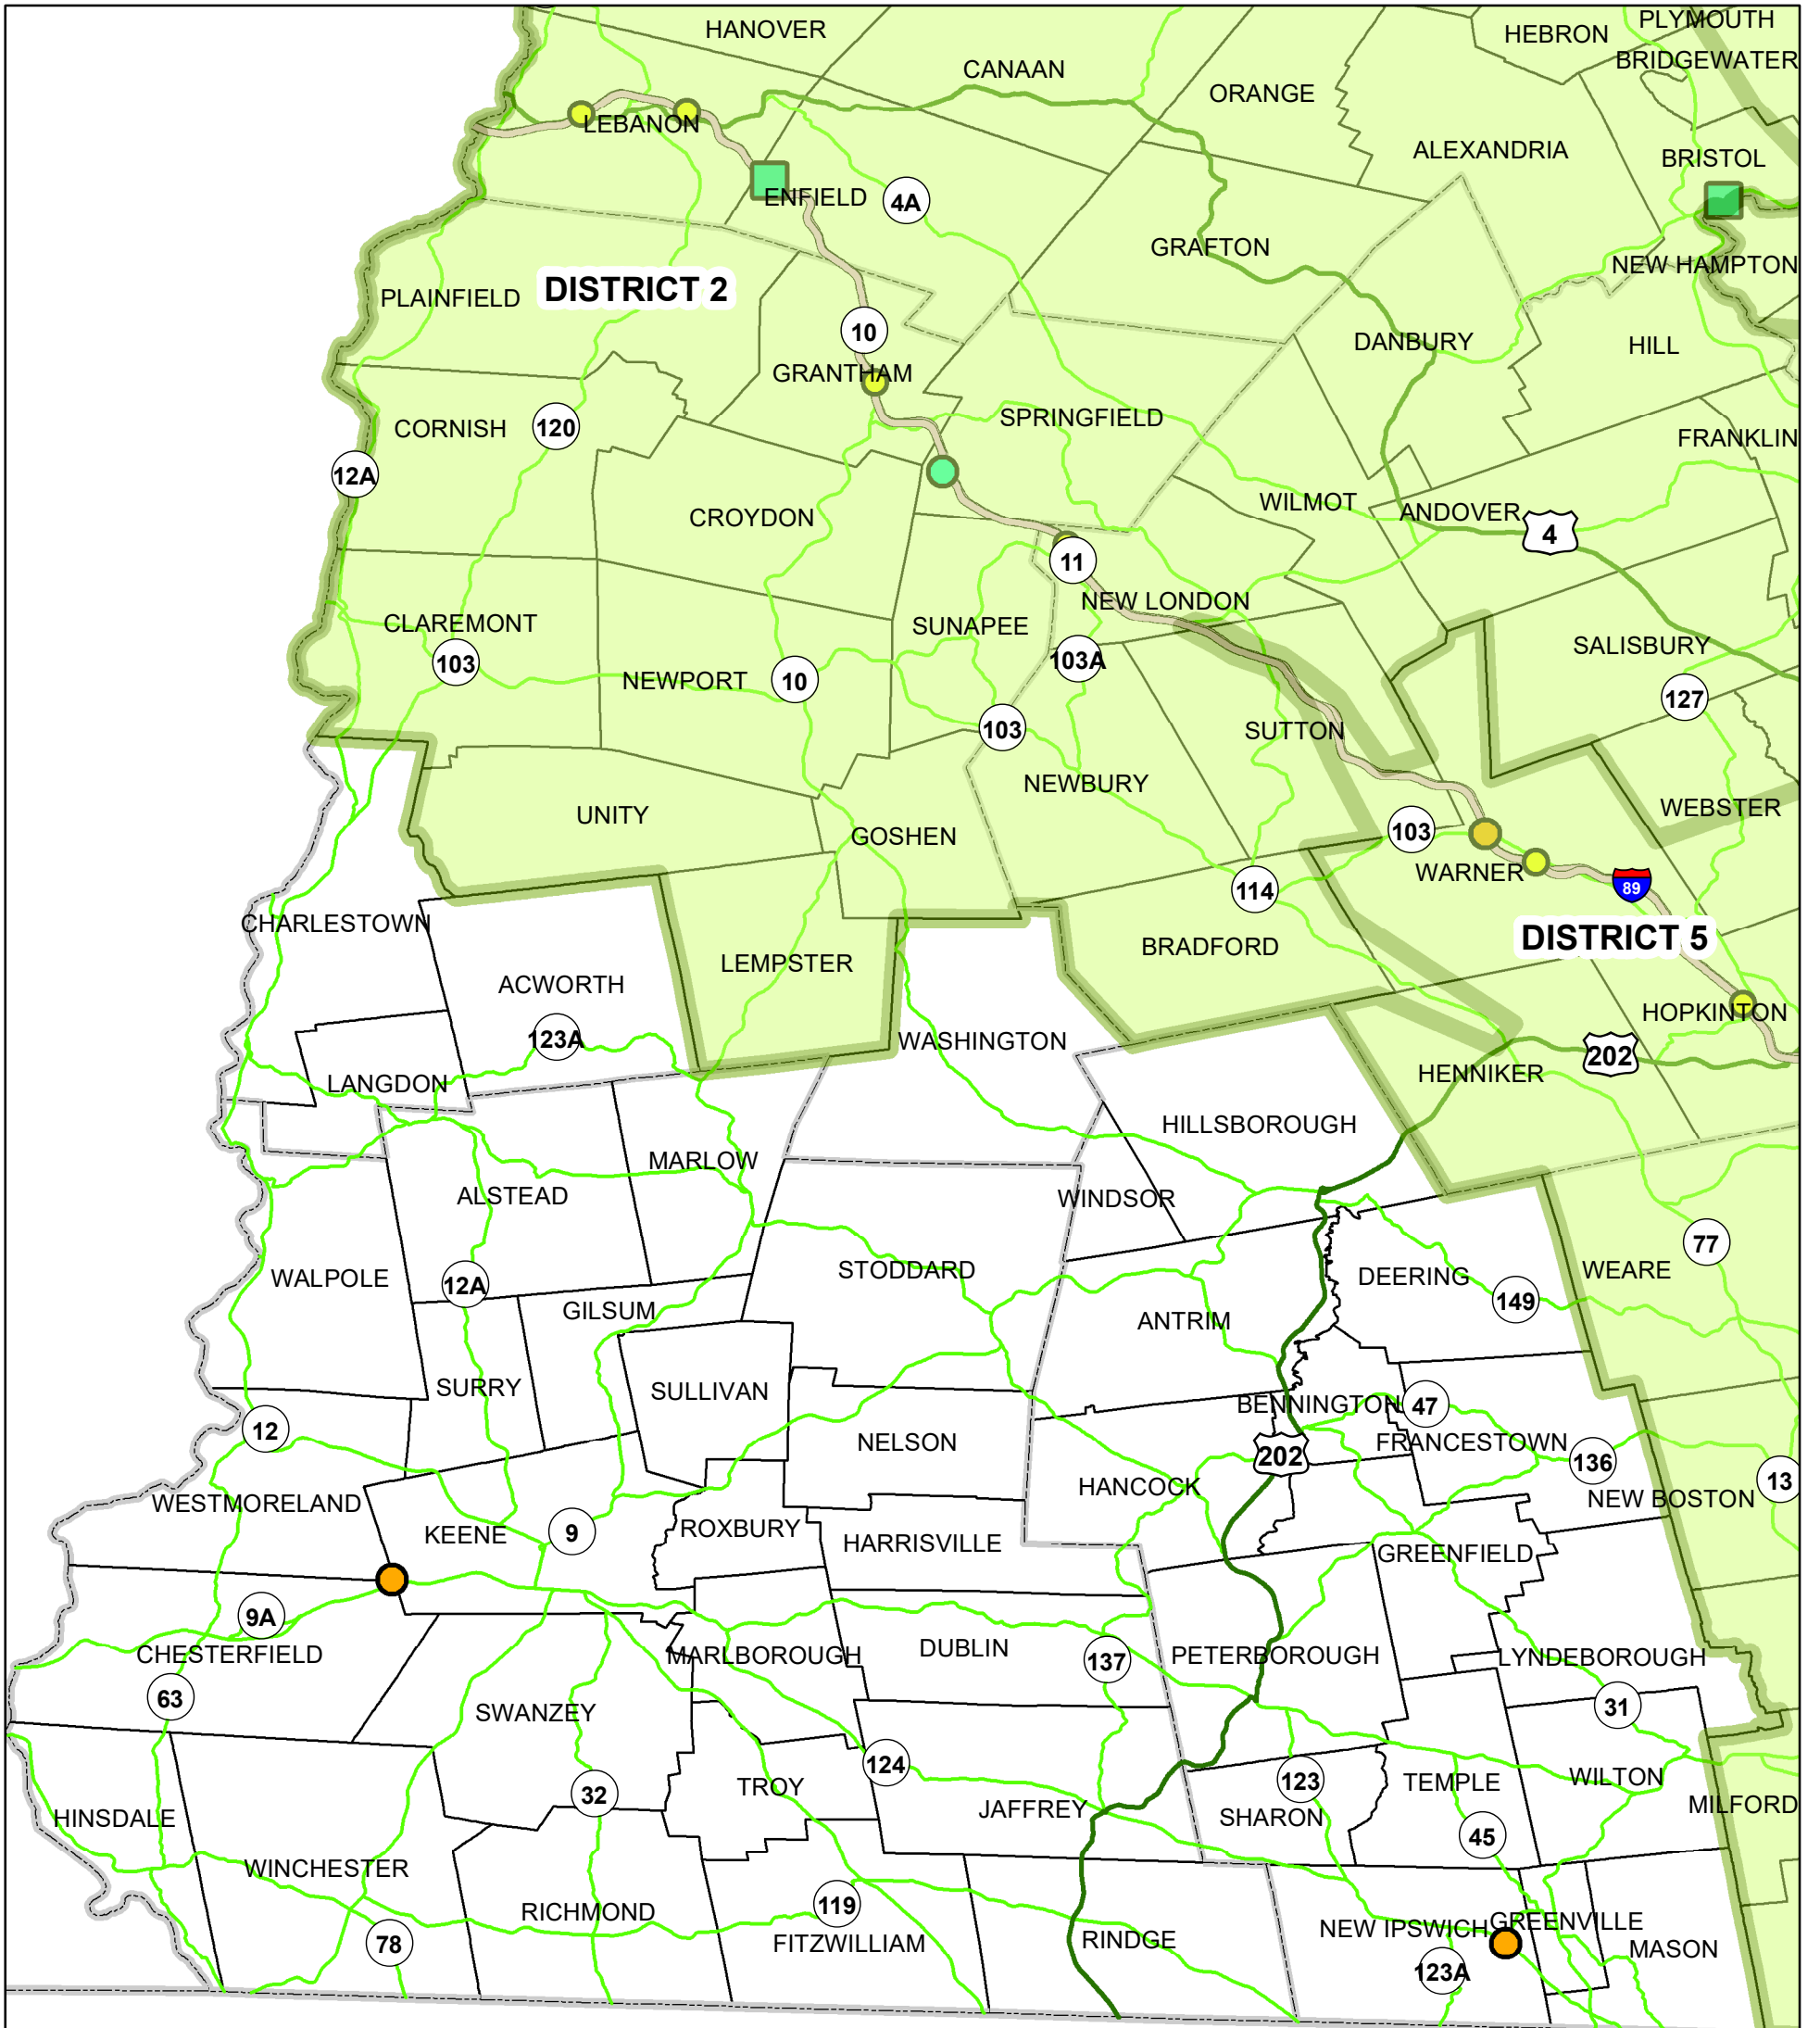 PLYMOUTH
HANOVER
HEBRON
BRIDGEWATER
CANAAN
ORANGE
LEBANON
ALEXANDRIA
BRISTOL
ENFIELD
4A
GRAFTON
NEW HAMPTON
PLAINFIELD
DISTRICT 2
10
DANBURY
HILL
GRANTHAM
SPRINGFIELD
CORNISH
120
FRANKLIN
12A
WILMOT
ANDOVER
CROYDON
4
11
NEW LONDON
CLAREMONT
SUNAPEE
SALISBURY
103
103A
NEWPORT
10
127
103
SUTTON
NEWBURY
WEBSTER
UNITY
GOSHEN
103
WARNER
114
89
CHARLESTOWN
DISTRICT 5
BRADFORD
LEMPSTER
ACWORTH
HOPKINTON
123A
WASHINGTON
202
LANGDON
HENNIKER
HILLSBOROUGH
MARLOW
ALSTEAD
WINDSOR
77
WALPOLE
12A
STODDARD
DEERING
WEARE
149
GILSUM
ANTRIM
SURRY
SULLIVAN
BENNINGTON
47
12
NELSON
FRANCESTOWN
202
136
13
HANCOCK
WESTMORELAND
NEW BOSTON
KEENE
9
ROXBURY
HARRISVILLE
GREENFIELD
9A
CHESTERFIELD
MARLBOROUGH
DUBLIN
137
PETERBOROUGH
LYNDEBOROUGH
63
SWANZEY
31
124
32
TROY
123
TEMPLE
WILTON
HINSDALE
JAFFREY
SHARON
MILFORD
45
WINCHESTER
119
RICHMOND
FITZWILLIAM
78
RINDGE
NEW IPSWICH
GREENVILLE
MASON
123A